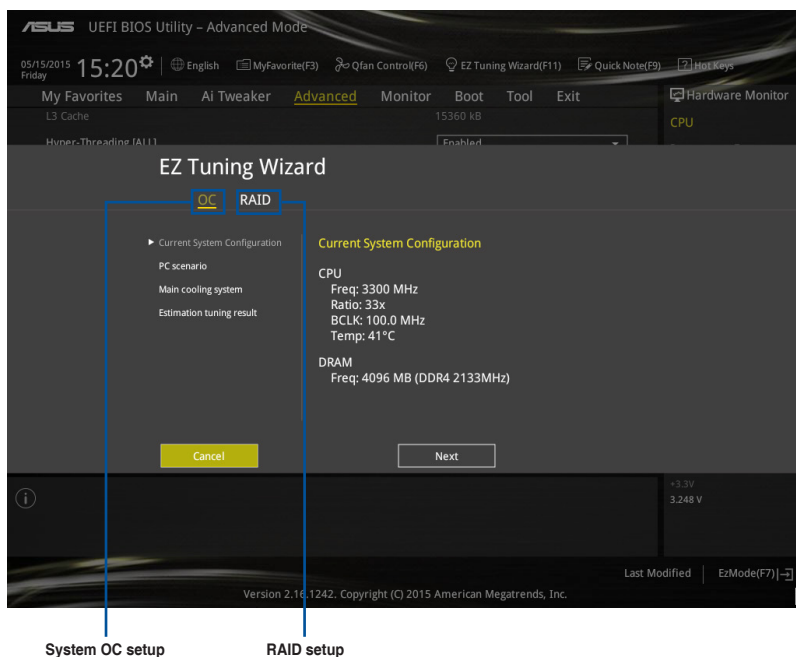 ASUS UEFI BIOS Utility – Advanced Mode
05/15/2015 Friday 15:20 English MyFavorite(F3) Qfan Control(F6) EZ Tuning Wizard(F11) Quick Note(F9) ? Hot Keys
My Favorites Main Ai Tweaker Advanced Monitor Boot Tool Exit Hardware Monitor
L3 Cache 15360 kB CPU
Hyper-Threading [ALL] Enabled
EZ Tuning Wizard
OC RAID
Current System Configuration
PC scenario
Main cooling system
Estimation tuning result
Current System Configuration
CPU
Freq: 3300 MHz
Ratio: 33x
BCLK: 100.0 MHz
Temp: 41°C
DRAM
Freq: 4096 MB (DDR4 2133MHz)
Cancel Next
+3.3V
3.248 V
Last Modified EzMode(F7)
Version 2.16.1242. Copyright (C) 2015 American Megatrends, Inc.
System OC setup RAID setup